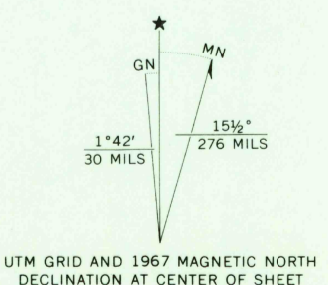 ★
GN
MN
1°42′
30 MILS
15½°
276 MILS
UTM GRID AND 1967 MAGNETIC NORTH
DECLINATION AT CENTER OF SHEET